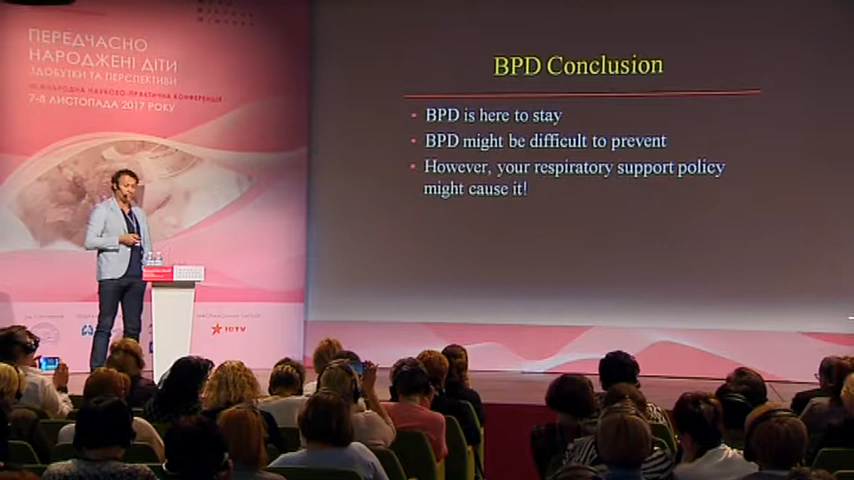 ПЕРЕДЧАСНО
НАРОДЖЕНІ ДІТИ
ЗДОБУТКИ ТА ПЕРСПЕКТИВИ
НАУКОВО-ПРАКТИЧНА КОНФЕРЕНЦІЯ
7-8 ЛИСТОПАДА 2017 РОКУ
BPD Conclusion
• BPD is here to stay
• BPD might be difficult to prevent
• However, your respiratory support policy
might cause it!
ICTV